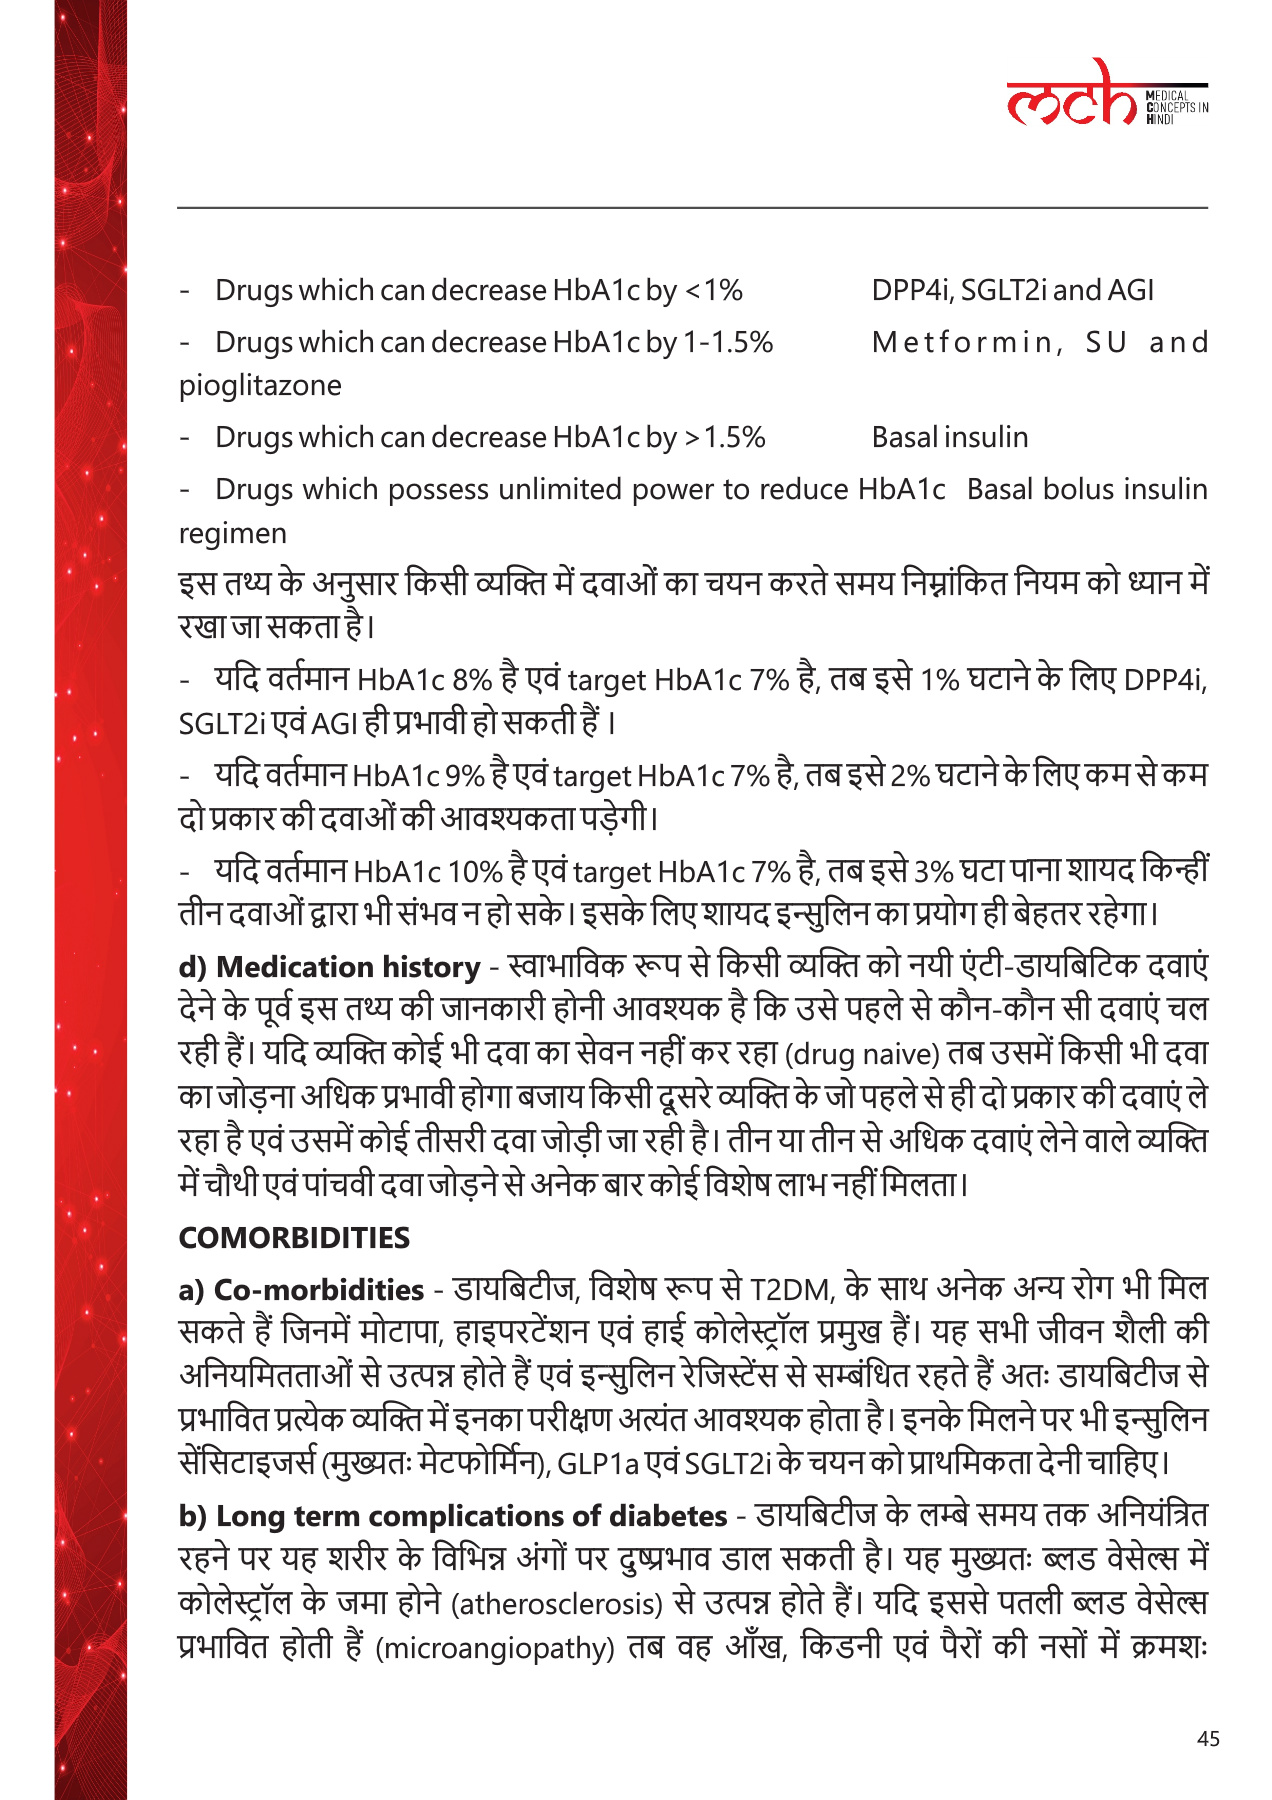 mch MEDICAL
CONCEPTS IN
HINDI
- Drugs which can decrease HbA1c by <1% DPP4i, SGLT2i and AGI
- Drugs which can decrease HbA1c by 1-1.5% Metformin, SU and
pioglitazone
- Drugs which can decrease HbA1c by >1.5% Basal insulin
- Drugs which possess unlimited power to reduce HbA1c Basal bolus insulin
regimen
इस तथ्य के अनुसार किसी व्यक्ति में दवाओं का चयन करते समय निम्नांकित नियम को ध्यान में
रखा जा सकता है।
- यदि वर्तमान HbA1c 8% है एवं target HbA1c 7% है, तब इसे 1% घटाने के लिए DPP4i,
SGLT2i एवं AGI ही प्रभावी हो सकती हैं ।
- यदि वर्तमान HbA1c 9% है एवं target HbA1c 7% है, तब इसे 2% घटाने के लिए कम से कम
दो प्रकार की दवाओं की आवश्यकता पड़ेगी।
- यदि वर्तमान HbA1c 10% है एवं target HbA1c 7% है, तब इसे 3% घटा पाना शायद किन्हीं
तीन दवाओं द्वारा भी संभव न हो सके। इसके लिए शायद इन्सुलिन का प्रयोग ही बेहतर रहेगा।
d) Medication history - स्वाभाविक रूप से किसी व्यक्ति को नयी एंटी-डायबिटिक दवाएं
देने के पूर्व इस तथ्य की जानकारी होनी आवश्यक है कि उसे पहले से कौन-कौन सी दवाएं चल
रही हैं। यदि व्यक्ति कोई भी दवा का सेवन नहीं कर रहा (drug naive) तब उसमें किसी भी दवा
का जोड़ना अधिक प्रभावी होगा बजाय किसी दूसरे व्यक्ति के जो पहले से ही दो प्रकार की दवाएं ले
रहा है एवं उसमें कोई तीसरी दवा जोड़ी जा रही है। तीन या तीन से अधिक दवाएं लेने वाले व्यक्ति
में चौथी एवं पांचवी दवा जोड़ने से अनेक बार कोई विशेष लाभ नहीं मिलता।
COMORBIDITIES
a) Co-morbidities - डायबिटीज, विशेष रूप से T2DM, के साथ अनेक अन्य रोग भी मिल
सकते हैं जिनमें मोटापा, हाइपरटेंशन एवं हाई कोलेस्ट्रॉल प्रमुख हैं। यह सभी जीवन शैली की
अनियमितताओं से उत्पन्न होते हैं एवं इन्सुलिन रेजिस्टेंस से सम्बंधित रहते हैं अतः डायबिटीज से
प्रभावित प्रत्येक व्यक्ति में इनका परीक्षण अत्यंत आवश्यक होता है। इनके मिलने पर भी इन्सुलिन
सेंसिटाइजर्स (मुख्यतः मेटफोर्मिन), GLP1a एवं SGLT2i के चयन को प्राथमिकता देनी चाहिए।
b) Long term complications of diabetes - डायबिटीज के लम्बे समय तक अनियंत्रित
रहने पर यह शरीर के विभिन्न अंगों पर दुष्प्रभाव डाल सकती है। यह मुख्यतः ब्लड वेसेल्स में
कोलेस्ट्रॉल के जमा होने (atherosclerosis) से उत्पन्न होते हैं। यदि इससे पतली ब्लड वेसेल्स
प्रभावित होती हैं (microangiopathy) तब वह आँख, किडनी एवं पैरों की नसों में क्रमशः
45